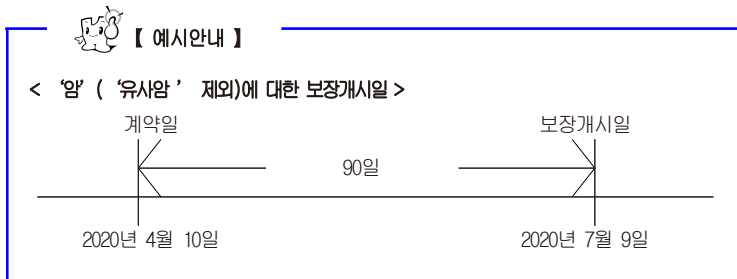 【 예시안내 】
< ‘암’ ( ‘유사암 ’ 제외)에 대한 보장개시일 >
계약일 보장개시일
90일
2020년 4월 10일 2020년 7월 9일